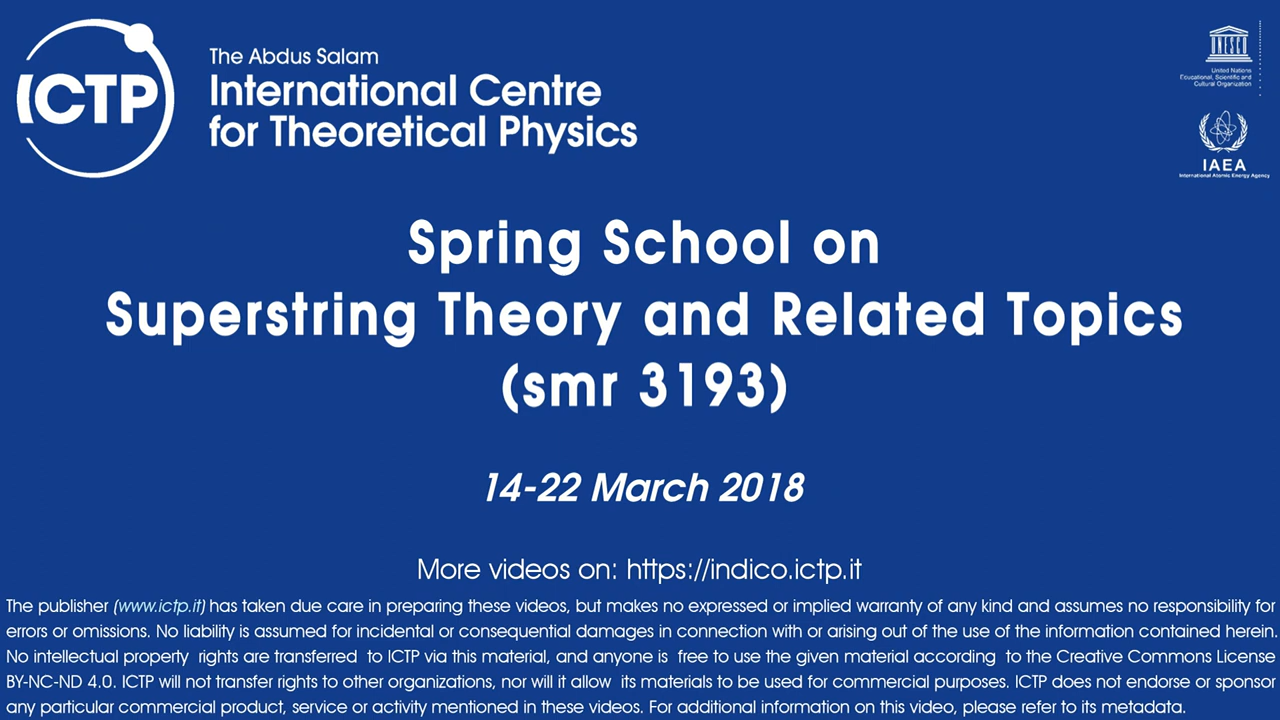 ICTP
The Abdus Salam
International Centre
for Theoretical Physics
United Nations
Educational, Scientific and
Cultural Organization
IAEA
International Atomic Energy Agency
Spring School on
Superstring Theory and Related Topics
(smr 3193)
14-22 March 2018
More videos on: https://indico.ictp.it
The publisher (www.ictp.it) has taken due care in preparing these videos, but makes no expressed or implied warranty of any kind and assumes no responsibility for
errors or omissions. No liability is assumed for incidental or consequential damages in connection with or arising out of the use of the information contained herein.
No intellectual property rights are transferred to ICTP via this material, and anyone is free to use the given material according to the Creative Commons License
BY-NC-ND 4.0. ICTP will not transfer rights to other organizations, nor will it allow its materials to be used for commercial purposes. ICTP does not endorse or sponsor
any particular commercial product, service or activity mentioned in these videos. For additional information on this video, please refer to its metadata.